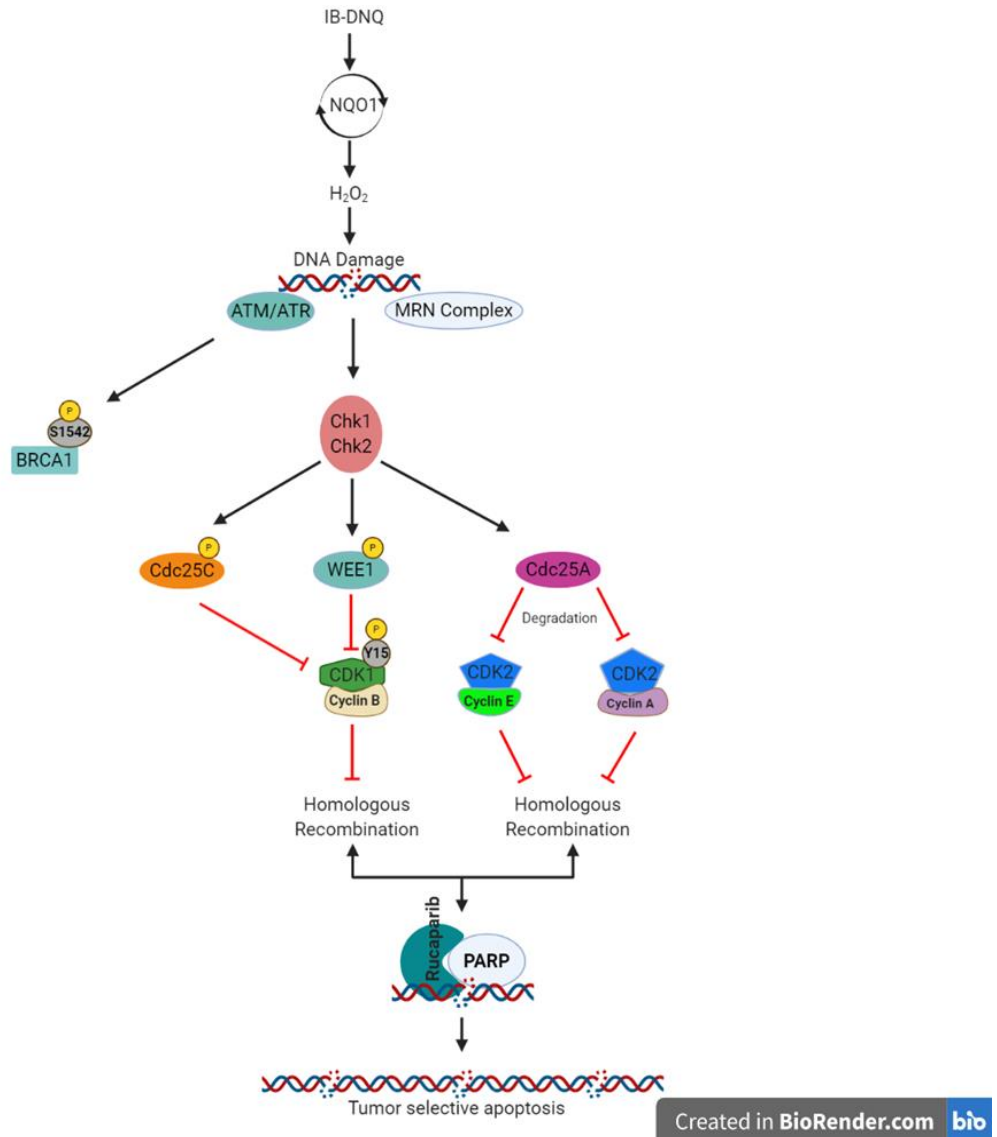 IB-DNQ
NQO1
H₂O₂
DNA Damage
ATM/ATR
MRN Complex
P
S1542
BRCA1
Chk1
Chk2
P
Cdc25C
P
WEE1
Cdc25A
Degradation
P
Y15
CDK1
Cyclin B
CDK2
Cyclin E
CDK2
Cyclin A
Homologous
Recombination
Homologous
Recombination
Rucaparib
PARP
Tumor selective apoptosis
Created in BioRender.com bio